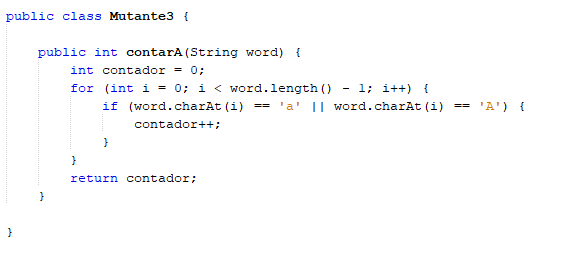 public class Mutante3 {
public int contarA(String word) {
int contador = 0;
for (int i = 0; i < word.length() - 1; i++) {
if (word.charAt(i) == 'a' || word.charAt(i) == 'A') {
contador++;
}
}
return contador;
}
}